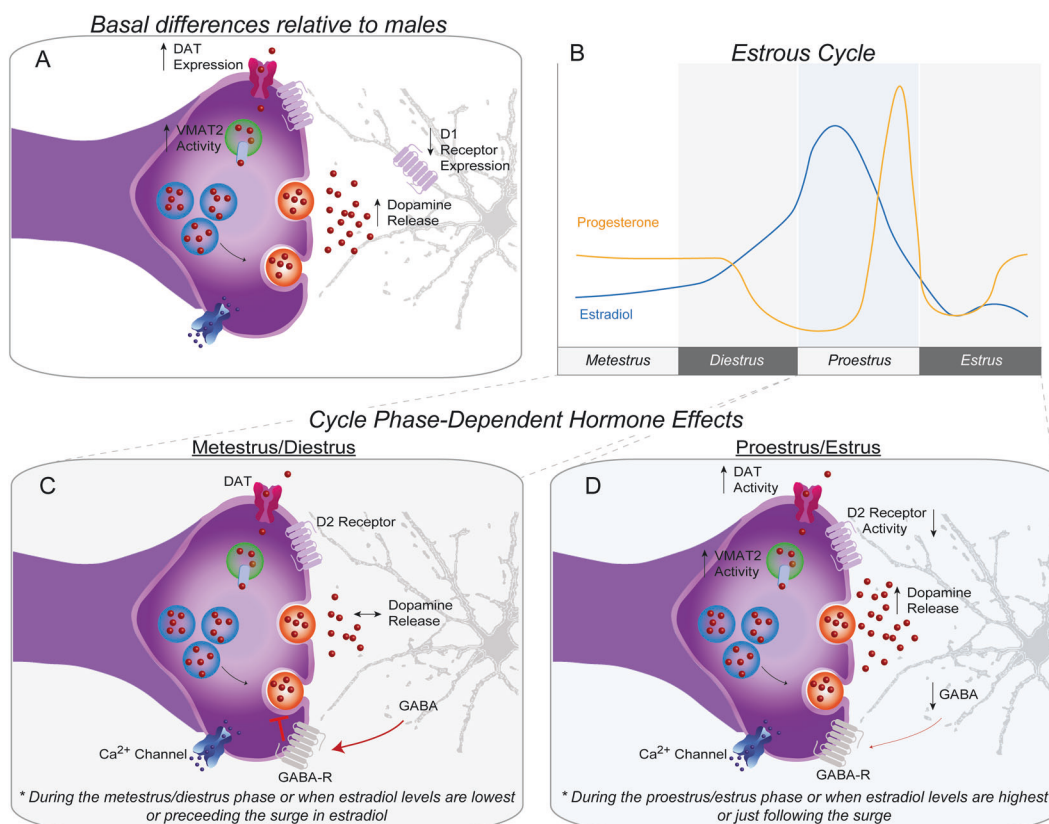 Basal differences relative to males
A
DAT
Expression
VMAT2
Activity
D1
Receptor
Expression
Dopamine
Release
B
Estrous Cycle
Progesterone
Estradiol
Metestrus
Diestrus
Proestrus
Estrus
Cycle Phase-Dependent Hormone Effects
Metestrus/Diestrus
C
DAT
D2 Receptor
Dopamine
Release
GABA
Ca2+ Channel
GABA-R
* During the metestrus/diestrus phase or when estradiol levels are lowest
or preceeding the surge in estradiol
Proestrus/Estrus
D
DAT
Activity
D2 Receptor
Activity
VMAT2
Activity
Dopamine
Release
GABA
Ca2+ Channel
GABA-R
* During the proestrus/estrus phase or when estradiol levels are highest
or just following the surge